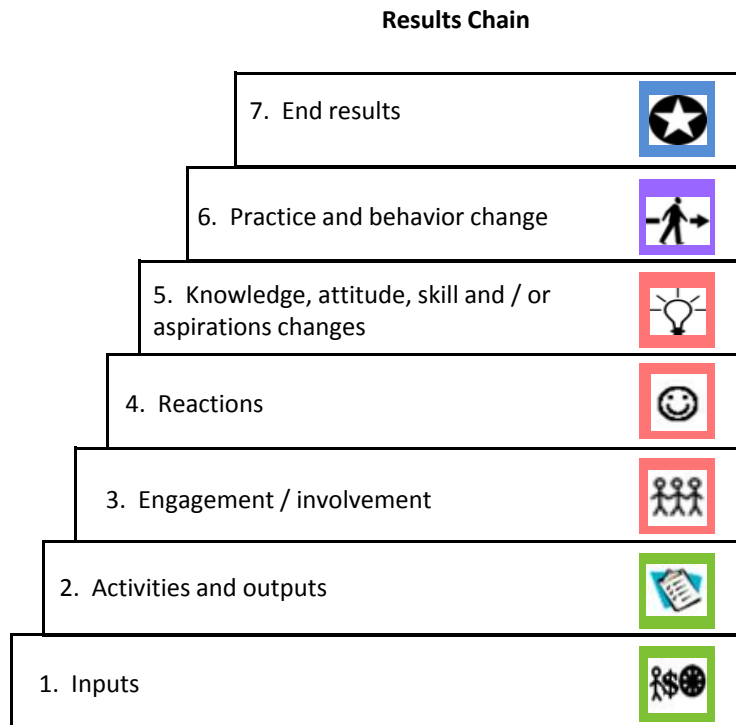 Results Chain
7. End results
6. Practice and behavior change
5. Knowledge, attitude, skill and / or
aspirations changes
4. Reactions
3. Engagement / involvement
2. Activities and outputs
1. Inputs
$